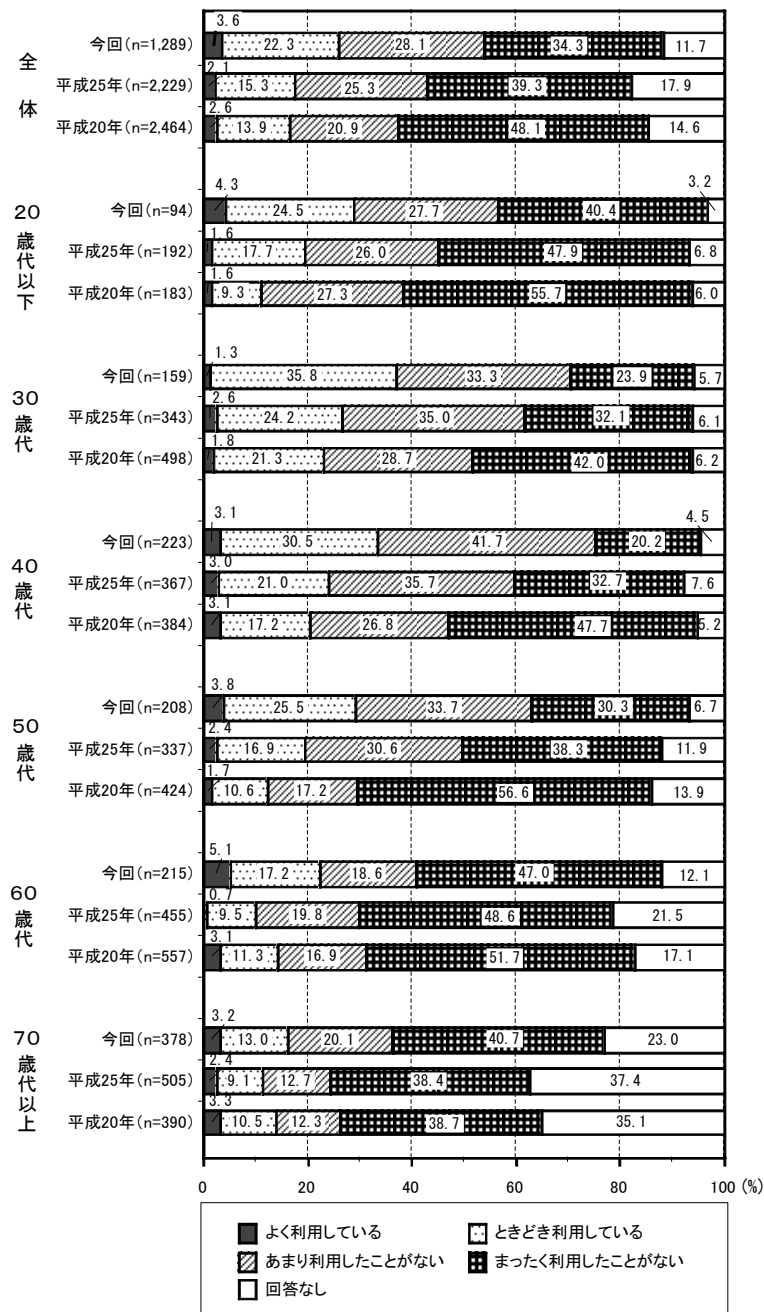 全体
3.6
今回(n=1,289) 22.3 28.1 34.3 11.7
2.1
平成25年(n=2,229) 15.3 25.3 39.3 17.9
2.6
平成20年(n=2,464) 13.9 20.9 48.1 14.6
20歳代以下
4.3 3.2
今回(n=94) 24.5 27.7 40.4
1.6
平成25年(n=192) 17.7 26.0 47.9 6.8
1.6
平成20年(n=183) 9.3 27.3 55.7 6.0
30歳代
1.3
今回(n=159) 35.8 33.3 23.9 5.7
2.6
平成25年(n=343) 24.2 35.0 32.1 6.1
1.8
平成20年(n=498) 21.3 28.7 42.0 6.2
40歳代
3.1 4.5
今回(n=223) 30.5 41.7 20.2
3.0
平成25年(n=367) 21.0 35.7 32.7 7.6
3.1
平成20年(n=384) 17.2 26.8 47.7 5.2
50歳代
3.8
今回(n=208) 25.5 33.7 30.3 6.7
2.4
平成25年(n=337) 16.9 30.6 38.3 11.9
1.7
平成20年(n=424) 10.6 17.2 56.6 13.9
60歳代
5.1
今回(n=215) 17.2 18.6 47.0 12.1
0.7
平成25年(n=455) 9.5 19.8 48.6 21.5
3.1
平成20年(n=557) 11.3 16.9 51.7 17.1
70歳代以上
3.2
今回(n=378) 13.0 20.1 40.7 23.0
2.4
平成25年(n=505) 9.1 12.7 38.4 37.4
3.3
平成20年(n=390) 10.5 12.3 38.7 35.1
0 20 40 60 80 100 (%)
よく利用している ときどき利用している
あまり利用したことがない まったく利用したことがない
回答なし